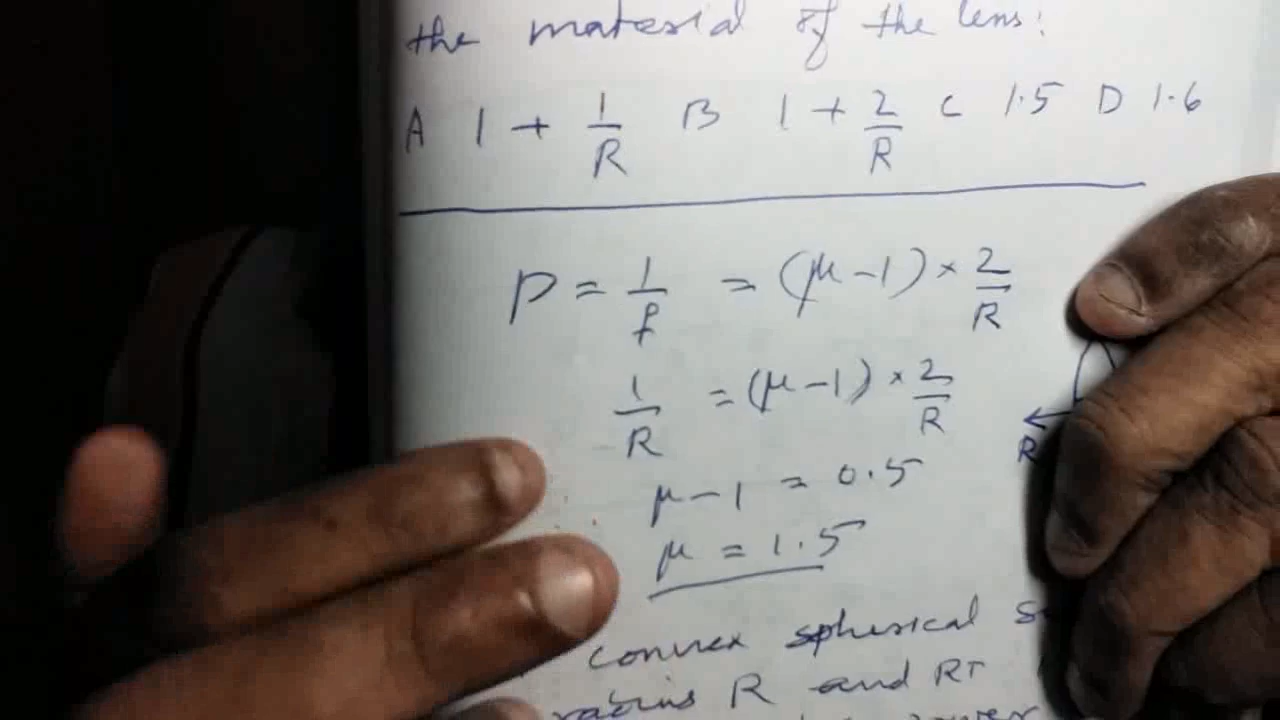 the material of the lens:
A 1 + 1/R B 1 + 2/R C 1.5 D 1.6
P = 1/f = (μ-1) × 2/R
1/R = (μ-1) × 2/R
R
μ-1 = 0.5
μ = 1.5
convex spherical
radius R and
power